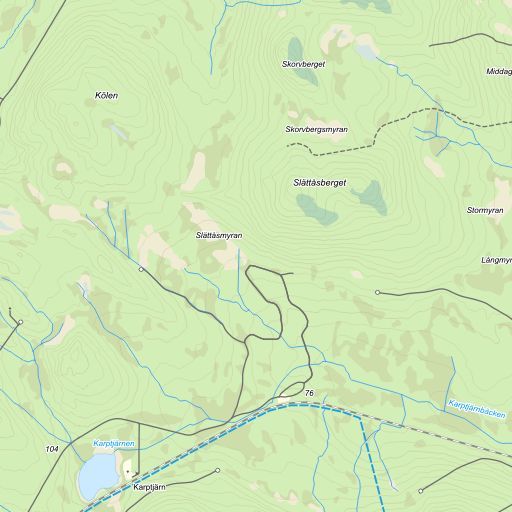 Skorvberget
Middag
Kölen
Skorvbergsmyran
Slättåsberget
Stormyran
Slättåsmyran
Långmyr
76
Karptjärnbäcken
Karptjärnen
104
Karptjärn